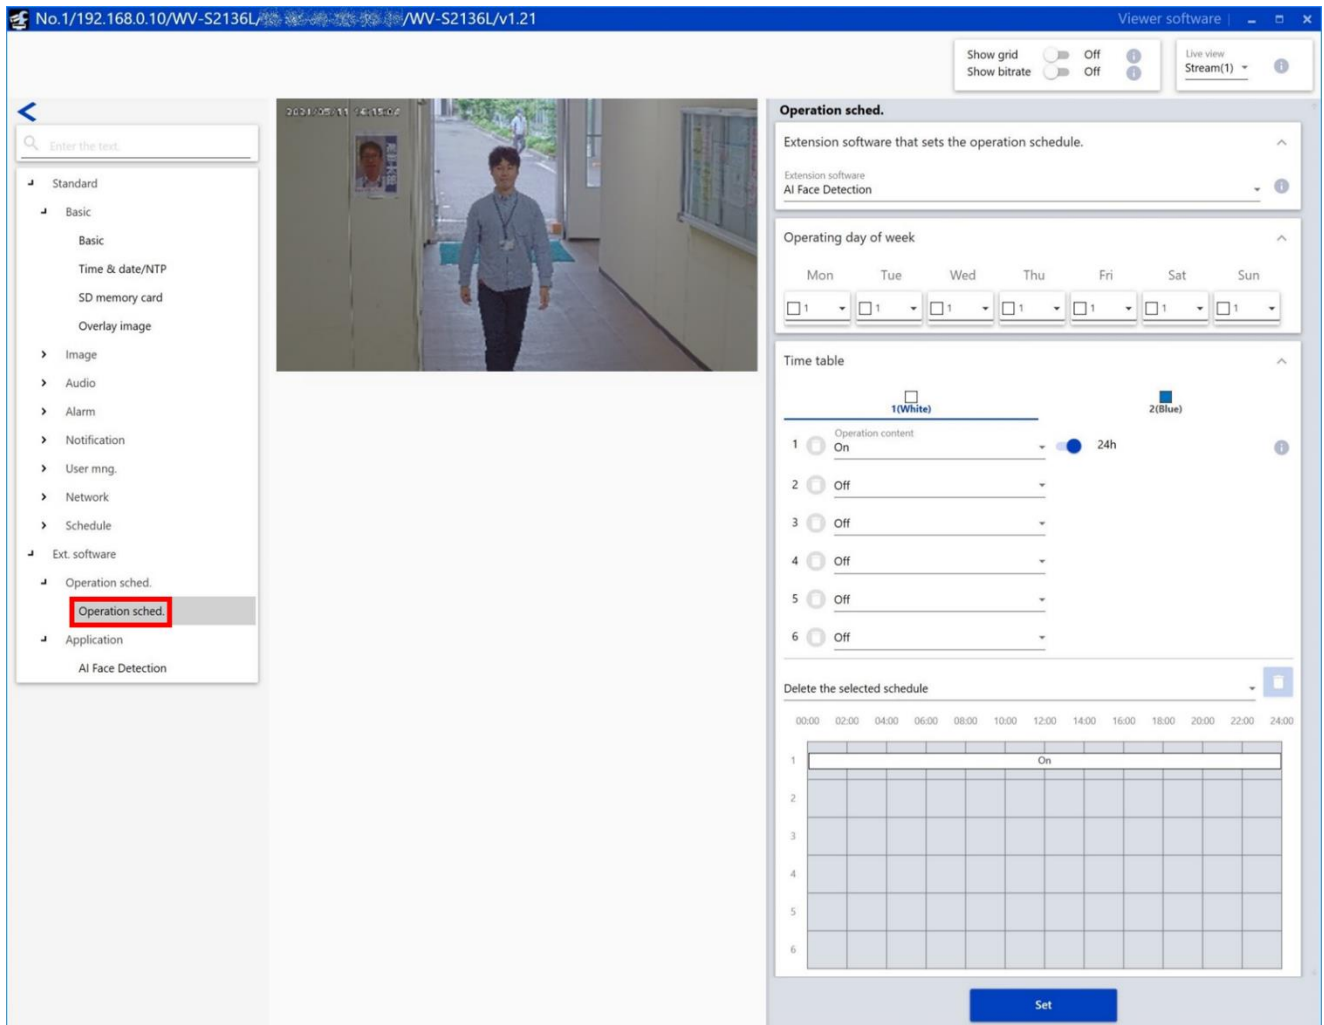 No.1/192.168.0.10/WV-S2136L/ /WV-S2136L/v1.21
Viewer software
Show grid Off
Show bitrate Off
Live view
Stream(1)
Enter the text.
Standard
Basic
Basic
Time & date/NTP
SD memory card
Overlay image
Image
Audio
Alarm
Notification
User mng.
Network
Schedule
Ext. software
Operation sched.
Operation sched.
Application
AI Face Detection
2021/05/11 14:15:04
Operation sched.
Extension software that sets the operation schedule.
Extension software
AI Face Detection
Operating day of week
Mon Tue Wed Thu Fri Sat Sun
1 1 1 1 1 1 1
Time table
1(White) 2(Blue)
Operation content
1 On 24h
2 Off
3 Off
4 Off
5 Off
6 Off
Delete the selected schedule
00:00 02:00 04:00 06:00 08:00 10:00 12:00 14:00 16:00 18:00 20:00 22:00 24:00
1 On
2
3
4
5
6
Set